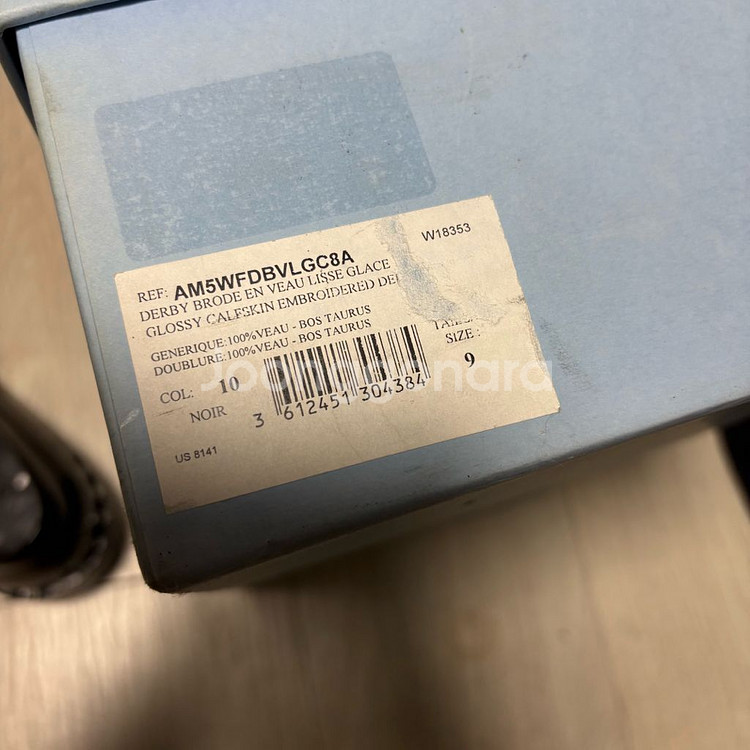 W18353
REF: AM5WFDBVLGC8A
DERBY BRODE EN VEAU LISSE GLACE
GLOSSY CALFSKIN EMBROIDERED
GENERIQUE:100%VEAU - BOS TAURUS
DOUBLURE:100%VEAU - BOS TAURUS
SIZE :
COL: 10
9
NOIR
3 612451 304384
US 8141
Joonggonara